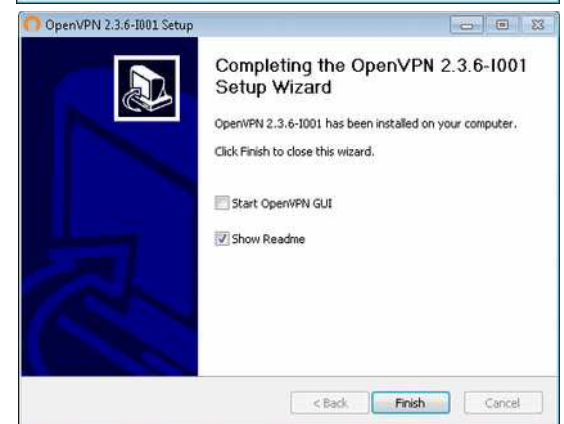 OpenVPN 2.3.6-I001 Setup
Completing the OpenVPN 2.3.6-I001
Setup Wizard
OpenVPN 2.3.6-I001 has been installed on your computer.
Click Finish to close this wizard.
Start OpenVPN GUI
Show Readme
< Back Finish Cancel